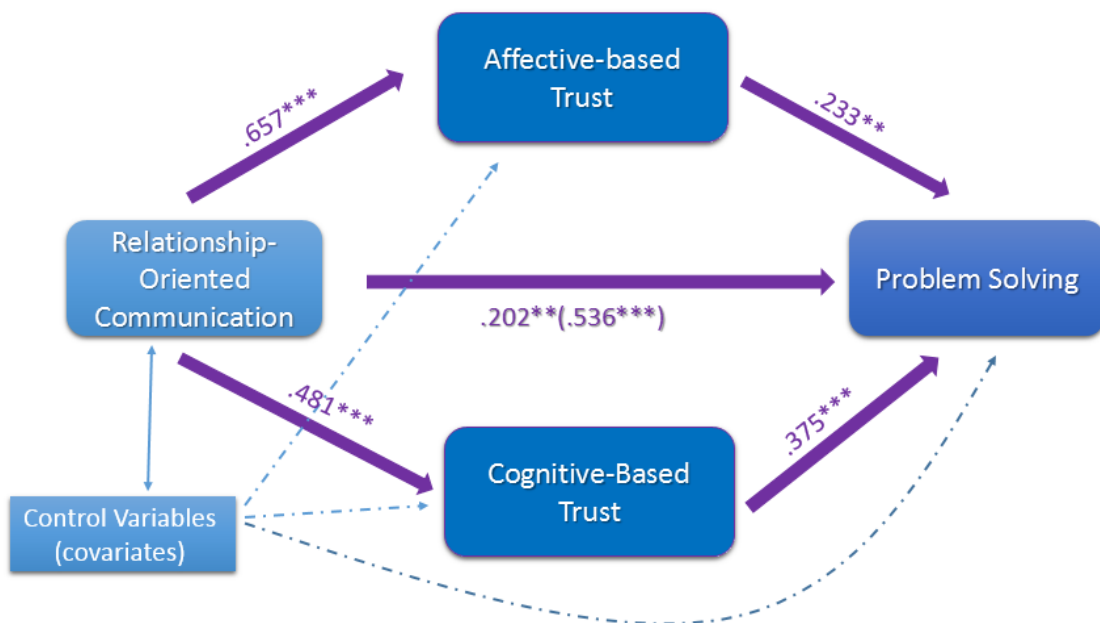 Affective-based
Trust
.657***
.233**
Relationship-
Oriented
Communication
Problem Solving
.202**(.536***)
.481***
.375***
Cognitive-Based
Trust
Control Variables
(covariates)